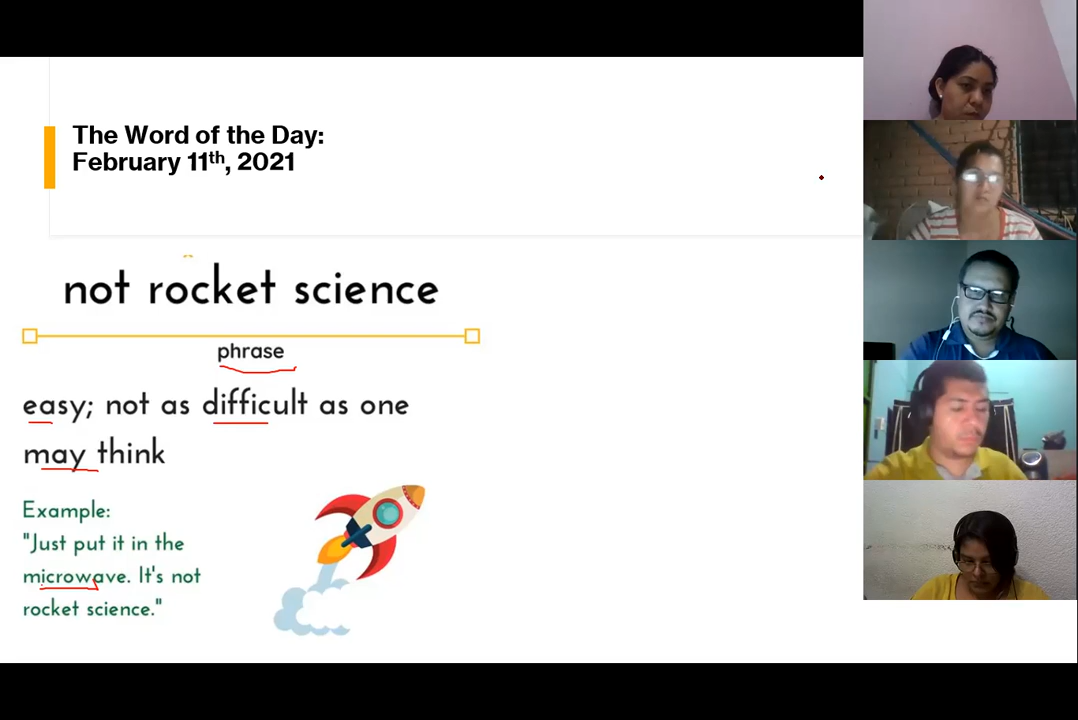 The Word of the Day:
February 11th, 2021
not rocket science
phrase
easy; not as difficult as one
may think
Example:
"Just put it in the
microwave. It's not
rocket science."